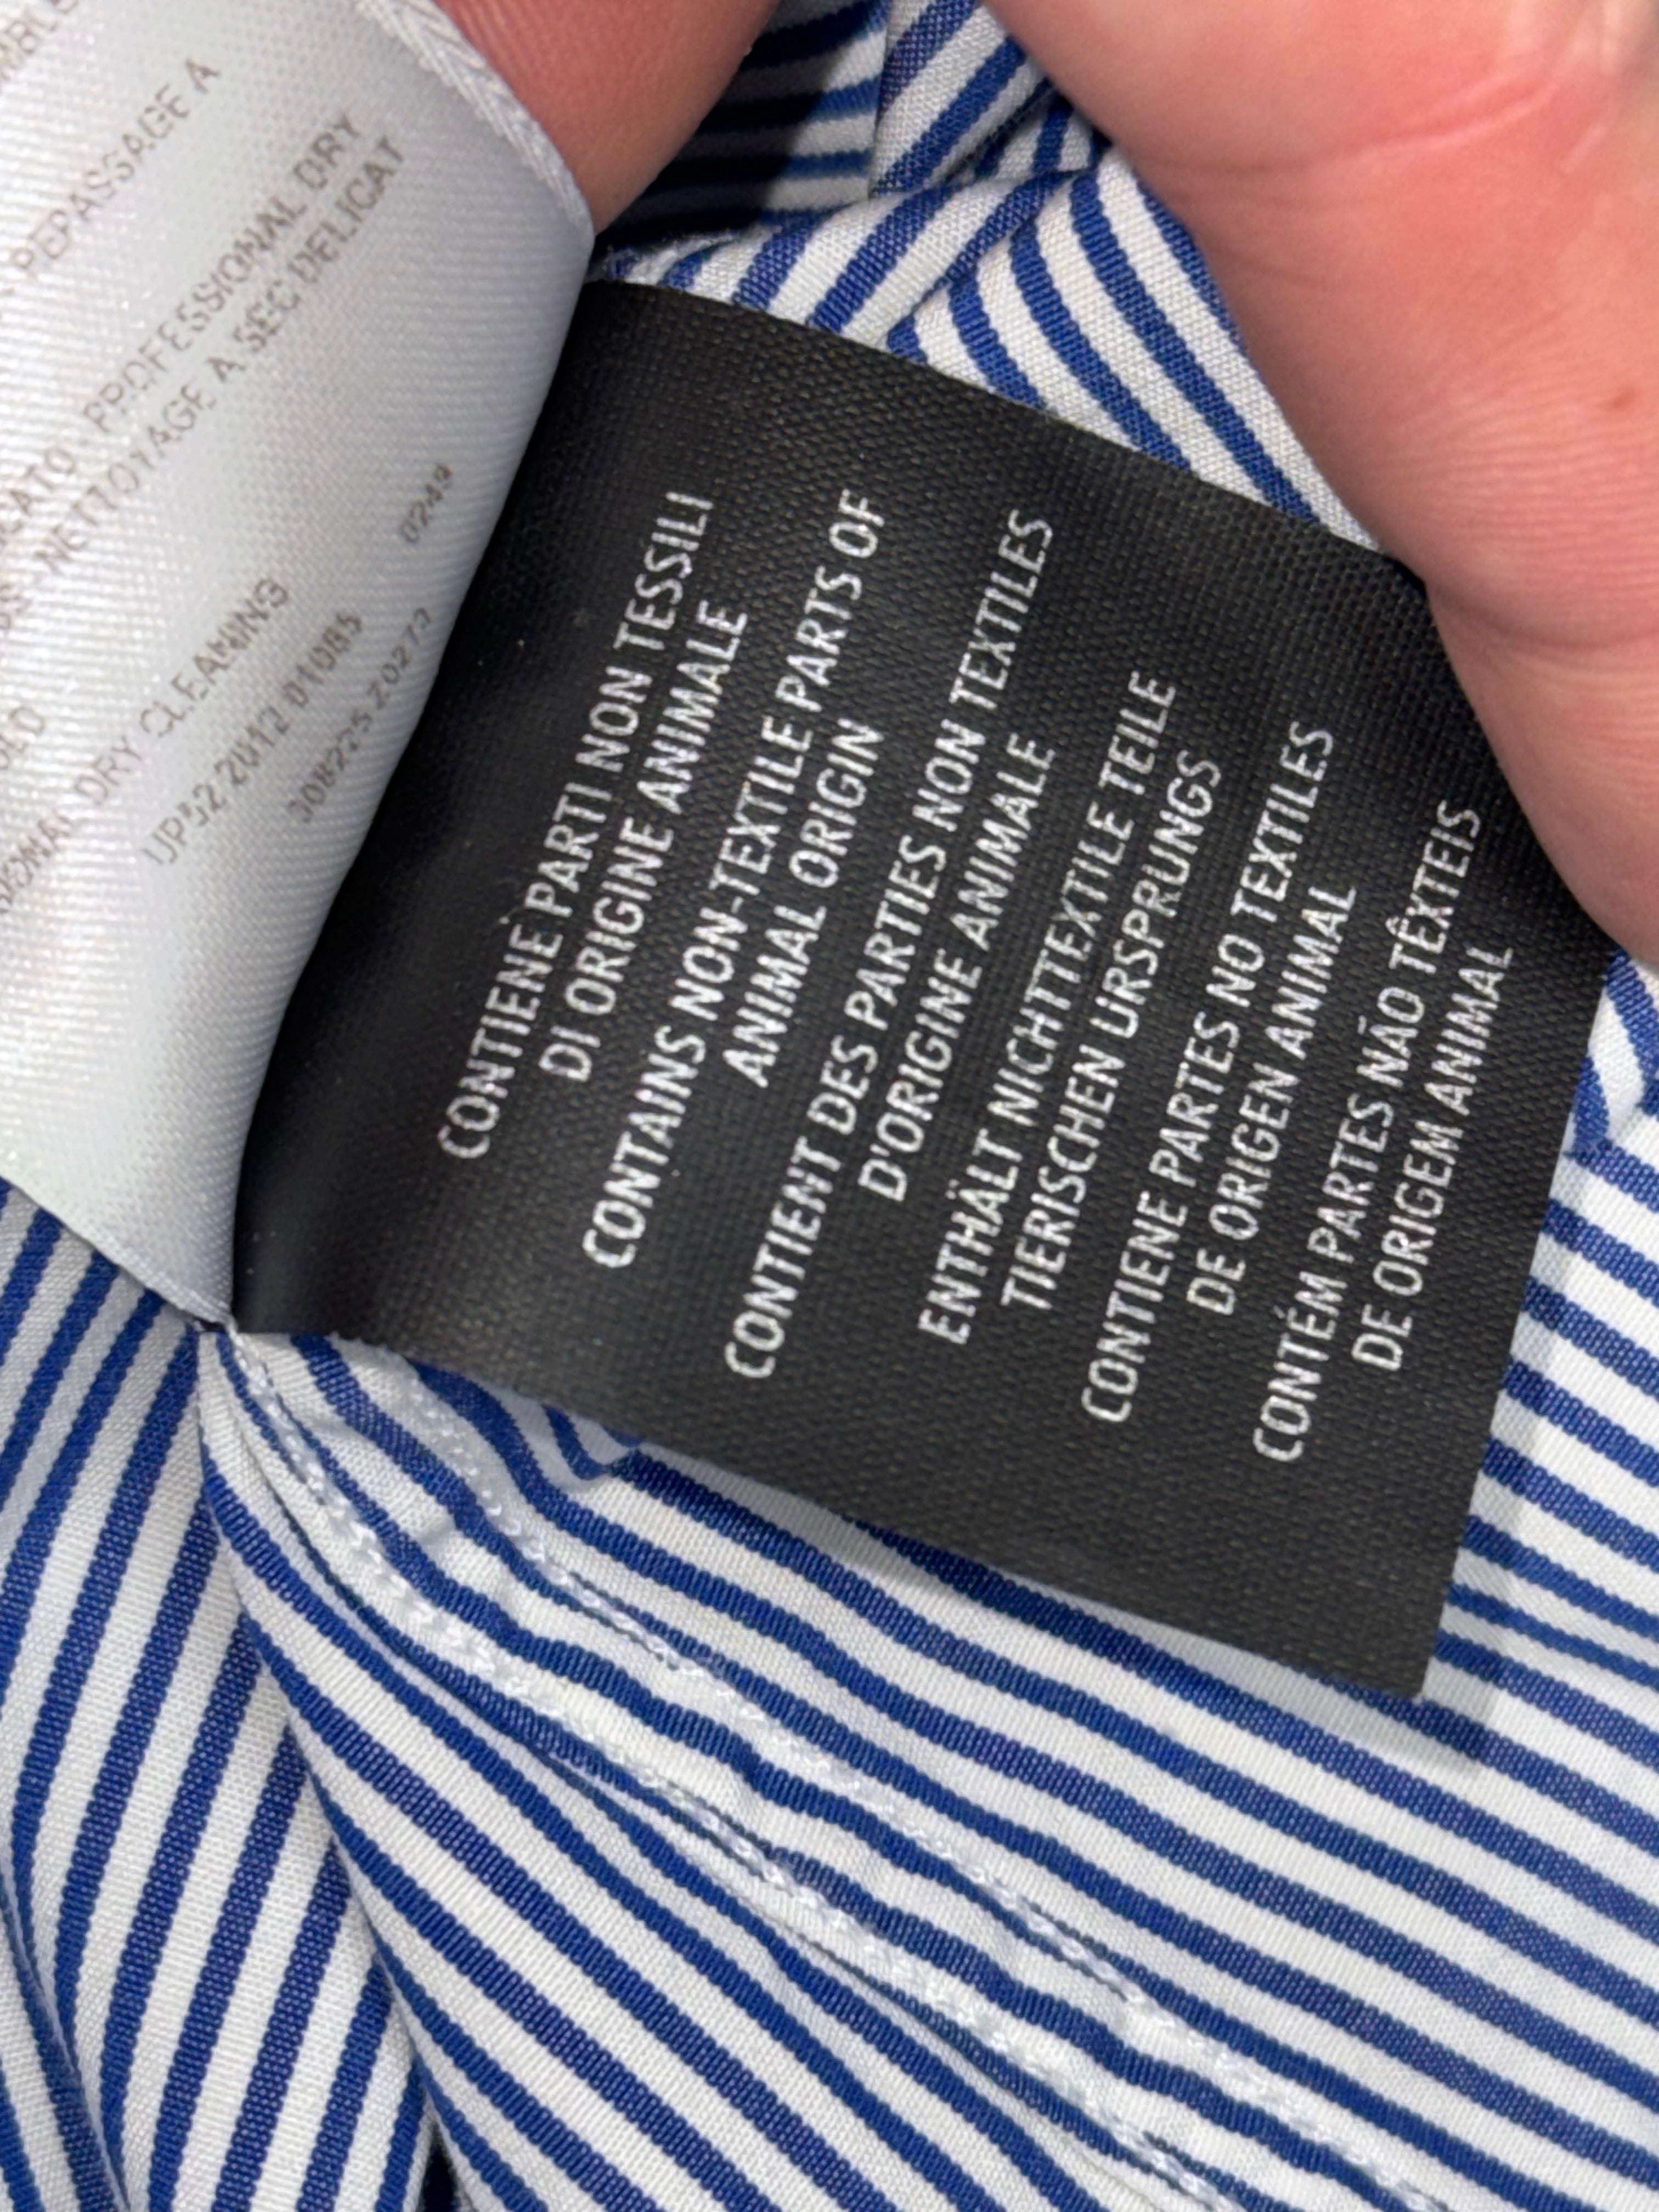 PEPASSAGE A
PROFESSIONAL DRY
NETTOYAGE A SEC DELICAT
DRY CLEANING
0249
CONTIENE PARTI NON TESSILI
DI ORIGINE ANIMALE
CONTAINS NON-TEXTILE PARTS OF
ANIMAL ORIGIN
CONTIENT DES PARTIES NON TEXTILES
D'ORIGINE ANIMALE
ENTHÄLT NICHTTEXTILE TEILE
TIERISCHEN URSPRUNGS
CONTIENE PARTES NO TEXTILES
DE ORIGEN ANIMAL
CONTÉM PARTES NÃO TÊXTEIS
DE ORIGEM ANIMAL